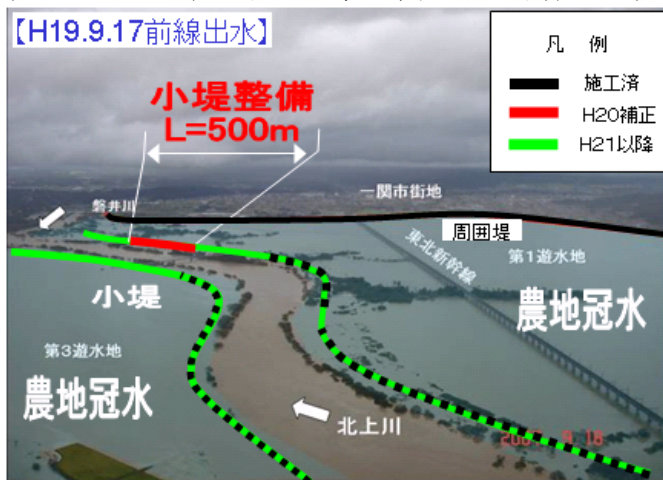 【H19.9.17前線出水】
凡 例
施工済
H20補正
H21以降
小堤整備
L=500m
一関市街地
磐井川
周囲堤
東北新幹線
第1遊水地
農地冠水
小堤
第3遊水地
農地冠水
北上川
2007 9 18